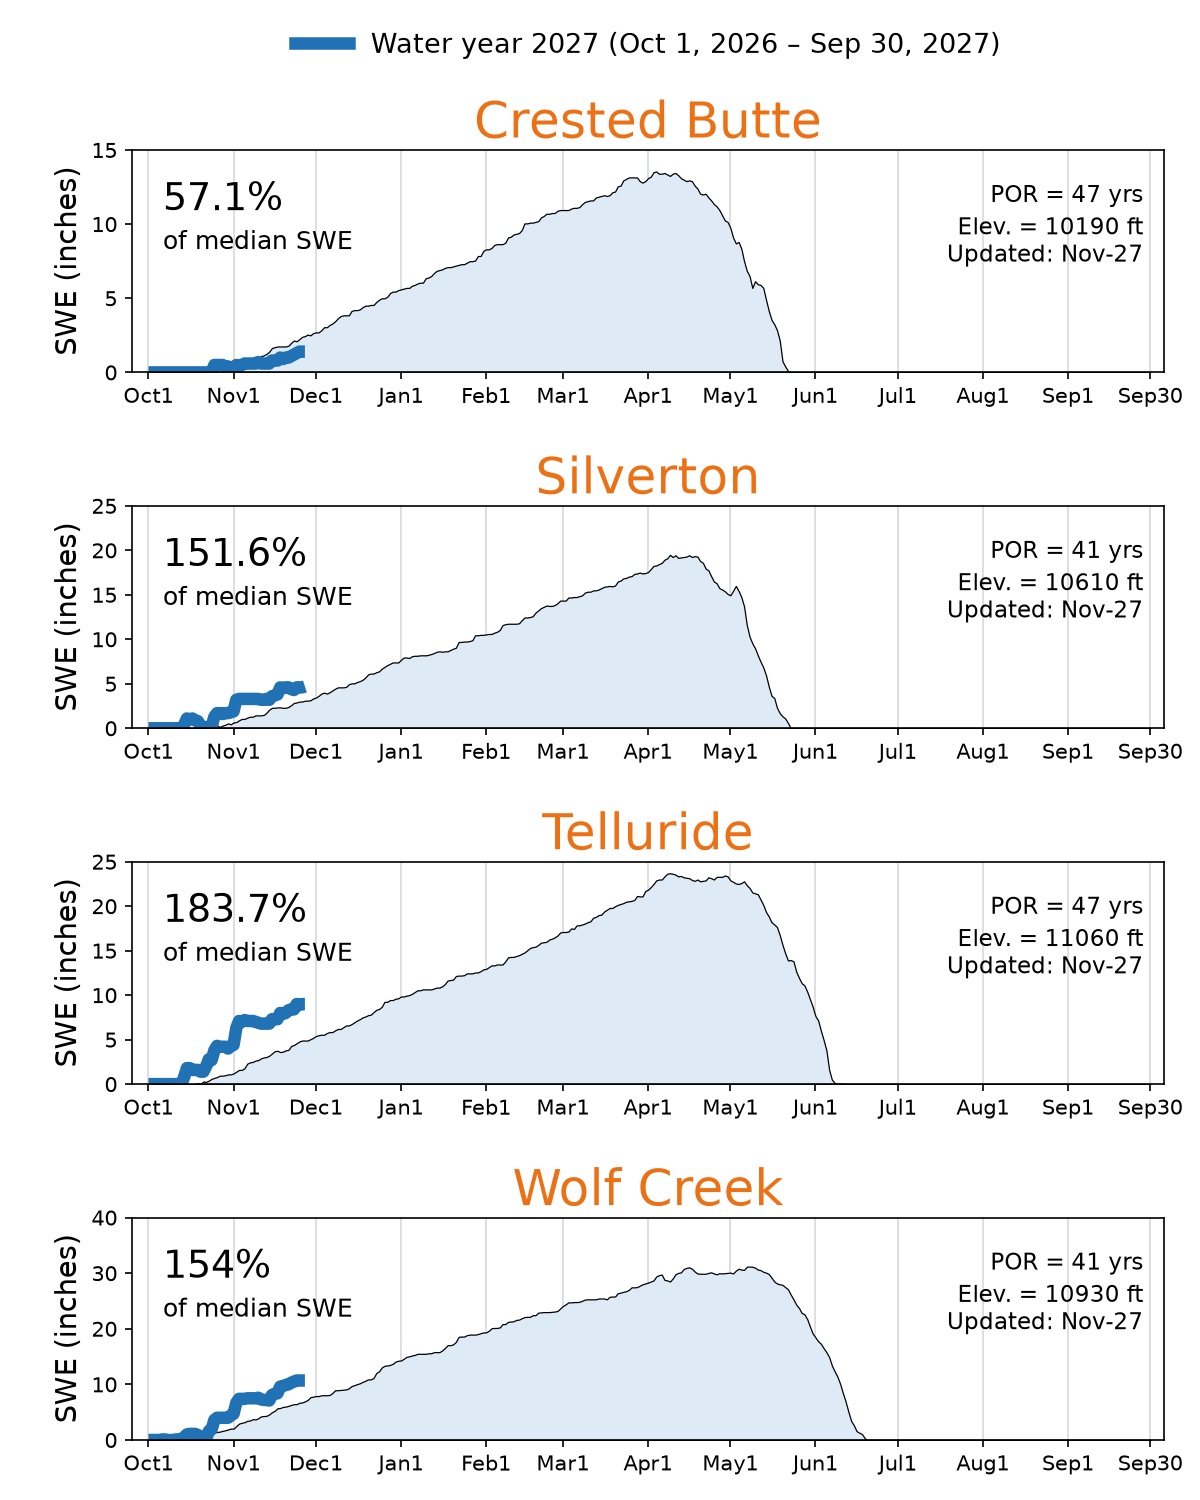 Water year 2027 (Oct 1, 2026 – Sep 30, 2027)
Crested Butte
SWE (inches)
15
10
5
0
57.1%
of median SWE
POR = 47 yrs
Elev. = 10190 ft
Updated: Nov-27
Oct1 Nov1 Dec1 Jan1 Feb1 Mar1 Apr1 May1 Jun1 Jul1 Aug1 Sep1 Sep30
Silverton
SWE (inches)
25
20
15
10
5
0
151.6%
of median SWE
POR = 41 yrs
Elev. = 10610 ft
Updated: Nov-27
Oct1 Nov1 Dec1 Jan1 Feb1 Mar1 Apr1 May1 Jun1 Jul1 Aug1 Sep1 Sep30
Telluride
SWE (inches)
25
20
15
10
5
0
183.7%
of median SWE
POR = 47 yrs
Elev. = 11060 ft
Updated: Nov-27
Oct1 Nov1 Dec1 Jan1 Feb1 Mar1 Apr1 May1 Jun1 Jul1 Aug1 Sep1 Sep30
Wolf Creek
SWE (inches)
40
30
20
10
0
154%
of median SWE
POR = 41 yrs
Elev. = 10930 ft
Updated: Nov-27
Oct1 Nov1 Dec1 Jan1 Feb1 Mar1 Apr1 May1 Jun1 Jul1 Aug1 Sep1 Sep30